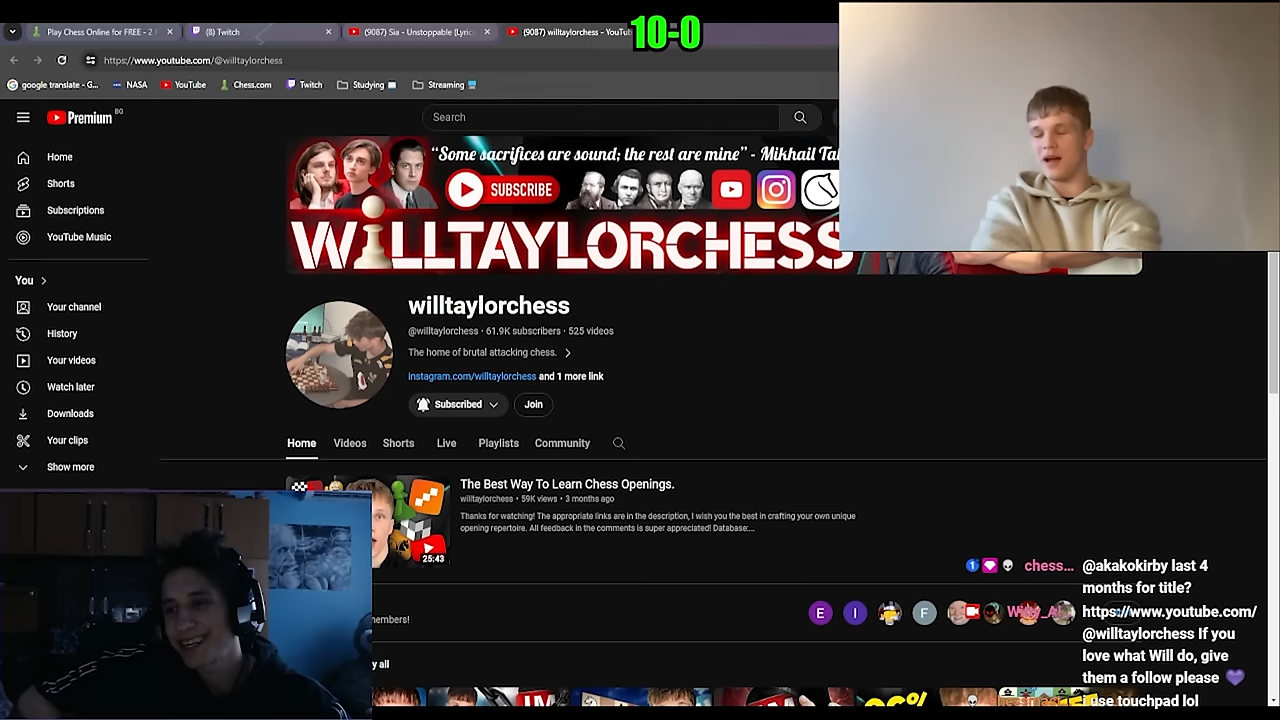 10-0
Play Chess Online for FREE - 2
(8) Twitch
(9087) Sia - Unstoppable (Lyric
(9087) willtaylorchess - YouTub
https://www.youtube.com/@willtaylorchess
google translate - G...
NASA
YouTube
Chess.com
Twitch
Studying
Streaming
Premium BG
Search
Home
Shorts
Subscriptions
YouTube Music
You
Your channel
History
Your videos
Watch later
Downloads
Your clips
Show more
"Some sacrifices are sound; the rest are mine" - Mikhail Ta
SUBSCRIBE
WILLTAYLORCHESS
willtaylorchess
@willtaylorchess · 61.9K subscribers · 525 videos
The home of brutal attacking chess.
instagram.com/willtaylorchess and 1 more link
Subscribed
Join
Home
Videos
Shorts
Live
Playlists
Community
The Best Way To Learn Chess Openings.
willtaylorchess · 59K views · 3 months ago
Thanks for watching! The appropriate links are in the description, I wish you the best in crafting your own unique
opening repertoire. All feedback in the comments is super appreciated! Database:...
25:43
embers!
E
I
F
y all
chess...
@akakokirby last 4
months for title?
https://www.youtube.com/
@willtaylorchess If you
love what Will do, give
them a follow please
i use touchpad lol